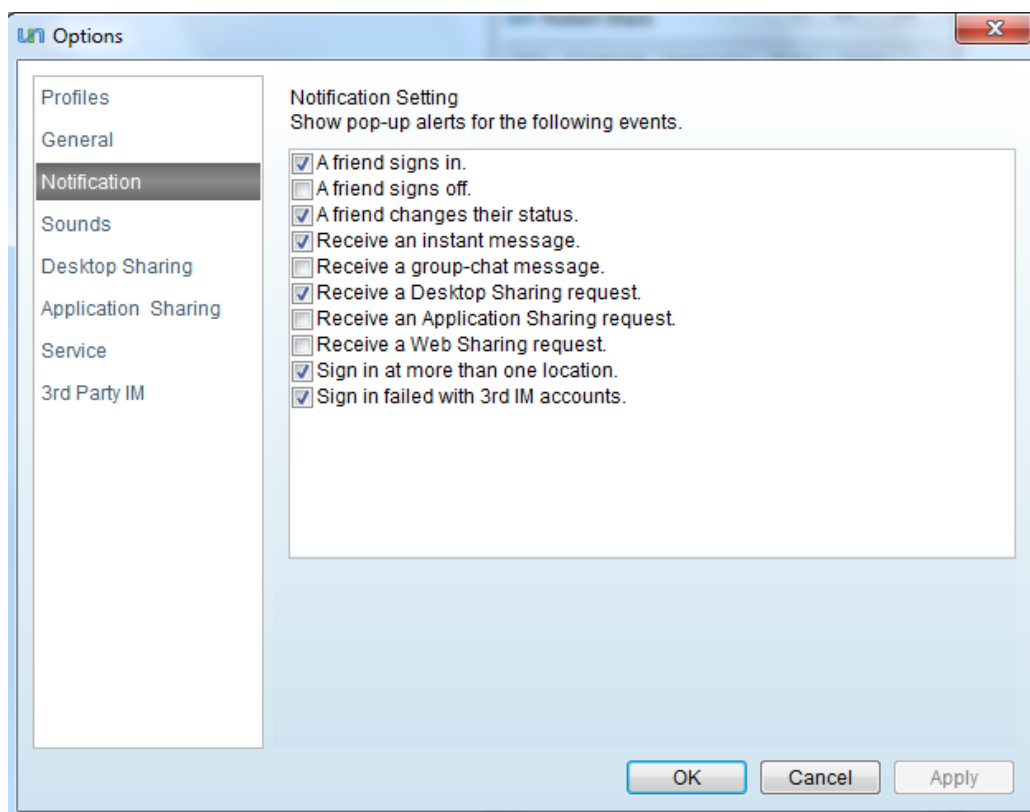 un Options
Profiles
General
Notification
Sounds
Desktop Sharing
Application  Sharing
Service
3rd Party IM
Notification Setting
Show pop-up alerts for the following events.
A friend signs in.
A friend signs off.
A friend changes their status.
Receive an instant message.
Receive a group-chat message.
Receive a Desktop Sharing request.
Receive an Application Sharing request.
Receive a Web Sharing request.
Sign in at more than one location.
Sign in failed with 3rd IM accounts.
OK
Cancel
Apply